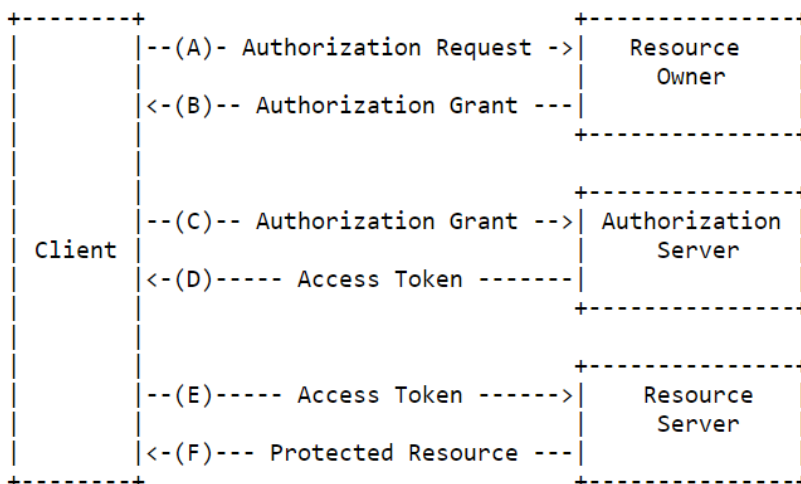 +--------+                               +---------------+
|        |--(A)- Authorization Request ->|   Resource    |
|        |                               |     Owner     |
|        |<-(B)-- Authorization Grant ---|               |
|        |                               +---------------+
|        |
|        |                               +---------------+
|        |--(C)-- Authorization Grant -->| Authorization |
| Client |                               |     Server    |
|        |<-(D)----- Access Token -------|               |
|        |                               +---------------+
|        |
|        |                               +---------------+
|        |--(E)----- Access Token ------>|    Resource   |
|        |                               |     Server    |
|        |<-(F)--- Protected Resource ---|               |
+--------+                               +---------------+